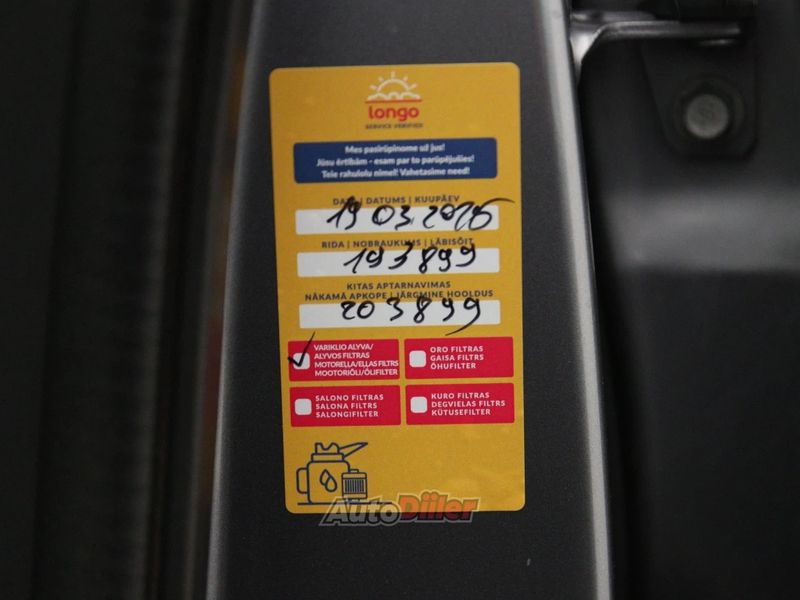 longo
SERVICE VERIFIED
Mes pasirūpinome už jus!
Jūsu ērtībām - esam par to parūpējušies!
Teie rahulolu nimel! Vahetasime need!
DATA | DATUMS | KUUPÄEV
19 03 2025
RIDA | NOBRAUKUMS | LÄBISÕIT
193899
KITAS APTARNAVIMAS
NĀKAMĀ APKOPE | JÄRGMINE HOOLDUS
203899
VARIKLIO ALYVA/
ALYVOS FILTRAS
MOTOREĻĻA/EĻĻAS FILTRS
MOOTORIÕLI/ÕLIFILTER
ORO FILTRAS
GAISA FILTRS
ÕHUFILTER
SALONO FILTRAS
SALONA FILTRS
SALONGIFILTER
KURO FILTRAS
DEGVIELAS FILTRS
KÜTUSEFILTER
AutoDiiler